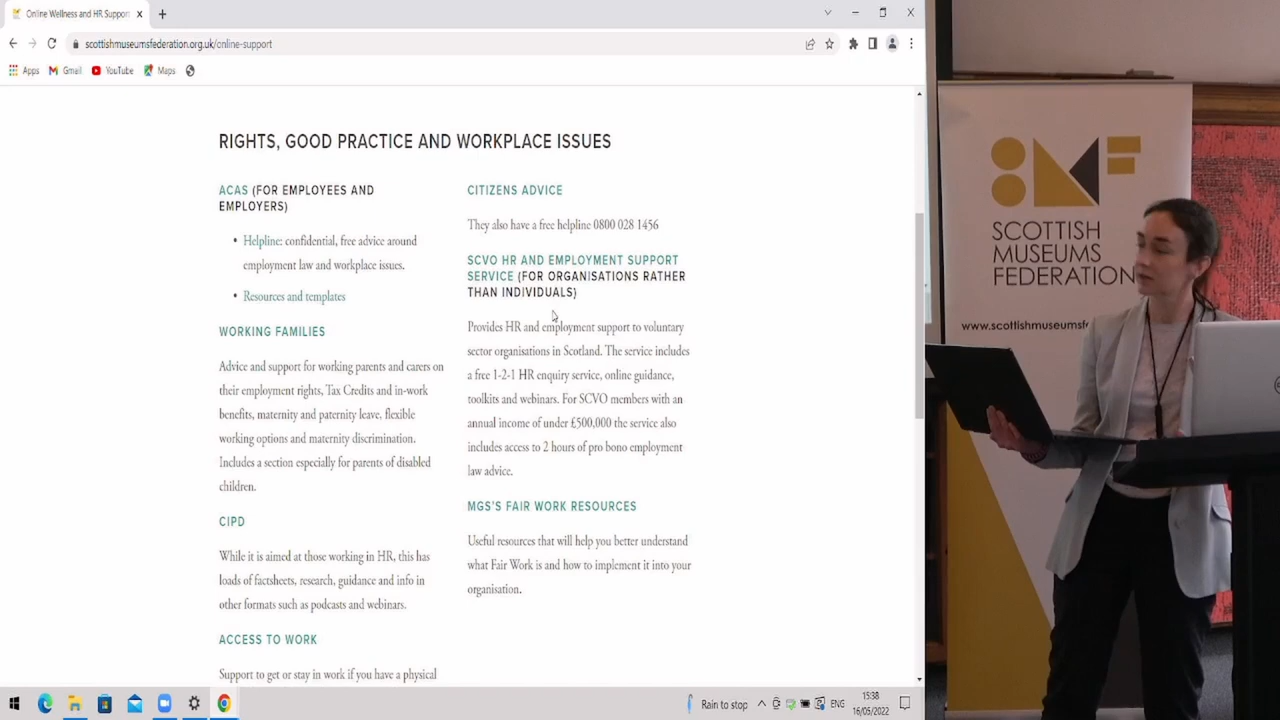 Online Wellness and HR Support
scottishmuseumsfederation.org.uk/online-support
Apps
Gmail
YouTube
Maps
RIGHTS, GOOD PRACTICE AND WORKPLACE ISSUES
ACAS (FOR EMPLOYEES AND
EMPLOYERS)
• Helpline: confidential, free advice around
employment law and workplace issues.
• Resources and templates
WORKING FAMILIES
Advice and support for working parents and carers on
their employment rights, Tax Credits and in-work
benefits, maternity and paternity leave, flexible
working options and maternity discrimination.
Includes a section especially for parents of disabled
children.
CIPD
While it is aimed at those working in HR, this has
loads of factsheets, research, guidance and info in
other formats such as podcasts and webinars.
ACCESS TO WORK
Support to get or stay in work if you have a physical
CITIZENS ADVICE
They also have a free helpline 0800 028 1456
SCVO HR AND EMPLOYMENT SUPPORT
SERVICE (FOR ORGANISATIONS RATHER
THAN INDIVIDUALS)
Provides HR and employment support to voluntary
sector organisations in Scotland. The service includes
a free 1-2-1 HR enquiry service, online guidance,
toolkits and webinars. For SCVO members with an
annual income of under £500,000 the service also
includes access to 2 hours of pro bono employment
law advice.
MGS'S FAIR WORK RESOURCES
Useful resources that will help you better understand
what Fair Work is and how to implement it into your
organisation.
Rain to stop
ENG
15:38
16/05/2022
SMF
SCOTTISH
MUSEUMS
FEDERATION
www.scottishmuseumsf